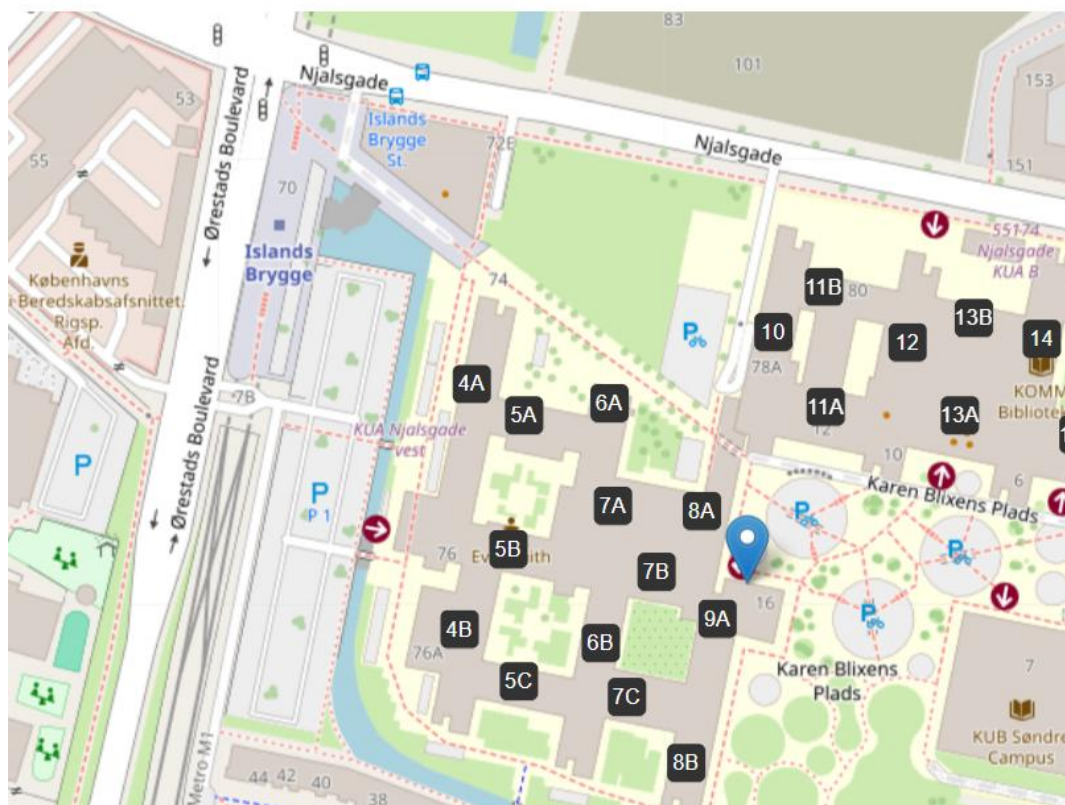 83
101
153
53
Njalsgade
Islands
Brygge
St.
72B
Njalsgade
151
55
Ørestads Boulevard
70
55174
Njalsgade
KUA B
Islands
Brygge
74
Københavns
Beredskabsafsnittet.
Rigsp.
Afd.
11B
80
10
12
13B
14
78A
KOMM
Bibliotek
4A
5A
6A
11A
12
13A
1
7B
KUA Njalsgade
vest
10
6
Karen Blixens Plads
P
P
P 1
Ørestads Boulevard
7A
8A
5B
76
7B
16
4B
76A
6B
9A
5C
7C
7
Karen Blixens
Plads
KUB Søndre
Campus
8B
Metro M1
44
42
40
38